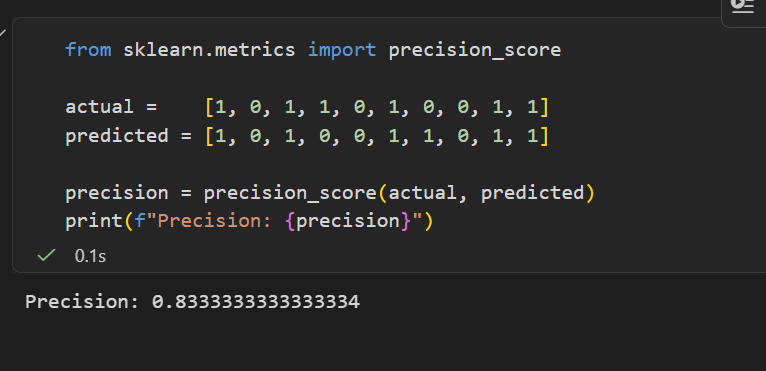 from sklearn.metrics import precision_score
actual =    [1, 0, 1, 1, 0, 1, 0, 0, 1, 1]
predicted = [1, 0, 1, 0, 0, 1, 1, 0, 1, 1]
precision = precision_score(actual, predicted)
print(f"Precision: {precision}")
0.1s
Precision: 0.8333333333333334